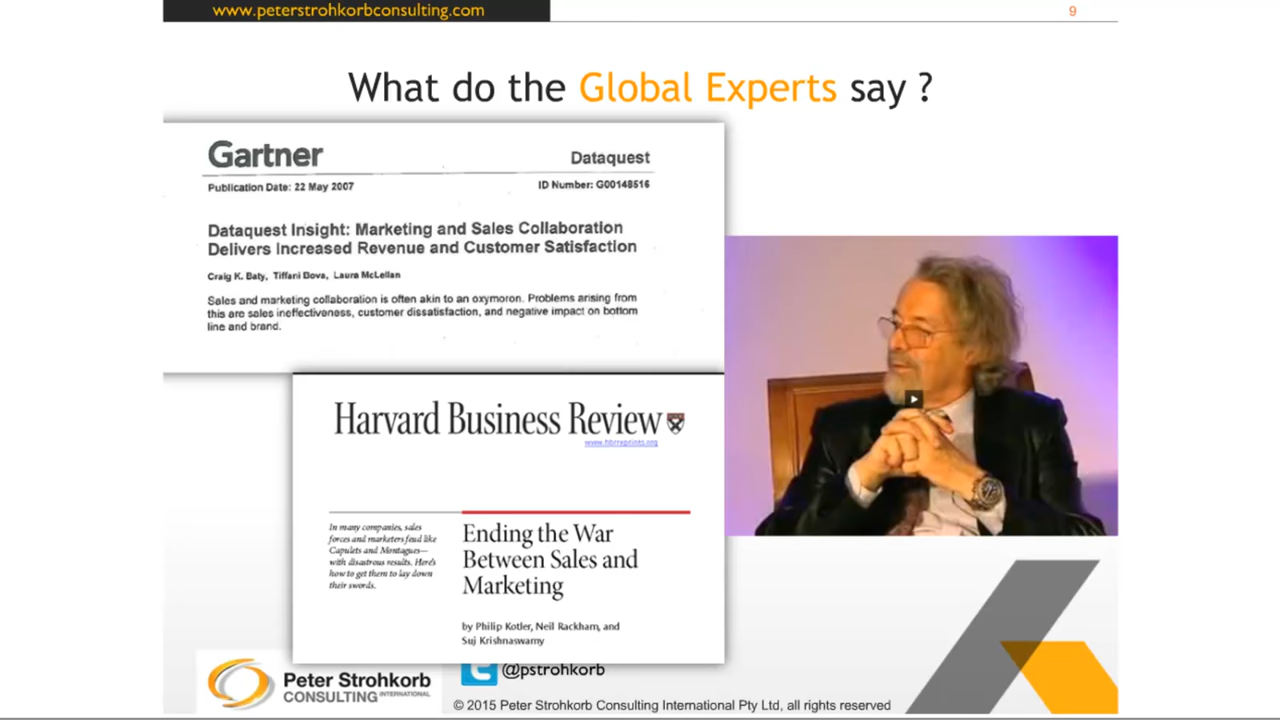 www.peterstrohkorbconsulting.com
9
What do the Global Experts say ?
Gartner
Dataquest
Publication Date: 22 May 2007
ID Number: G00148516
Dataquest Insight: Marketing and Sales Collaboration
Delivers Increased Revenue and Customer Satisfaction
Craig K. Baty, Tiffani Bova, Laura McLellan
Sales and marketing collaboration is often akin to an oxymoron. Problems arising from
this are sales ineffectiveness, customer dissatisfaction, and negative impact on bottom
line and brand.
Harvard Business Review
www.hbrreprints.org
In many companies, sales
forces and marketers feud like
Capulets and Montagues—
with disastrous results. Here's
how to get them to lay down
their swords.
Ending the War
Between Sales and
Marketing
by Philip Kotler, Neil Rackham, and
Suj Krishnaswamy
Peter Strohkorb
CONSULTING INTERNATIONAL
@pstrohkorb
© 2015 Peter Strohkorb Consulting International Pty Ltd, all rights reserved